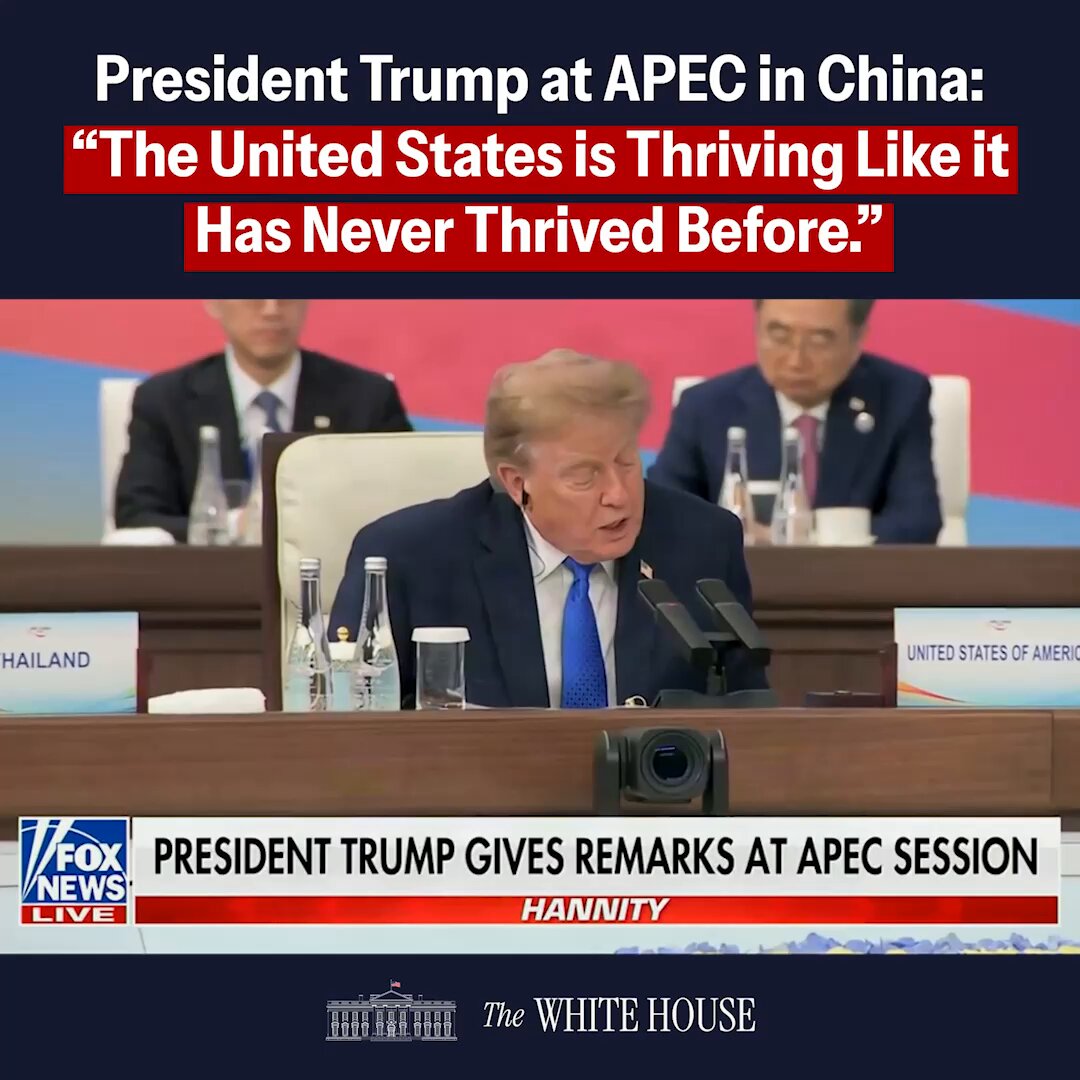 President Trump at APEC in China:
“The United States is Thriving Like it
Has Never Thrived Before.”
HAILAND
UNITED STATES OF AMERIC
FOX
NEWS
LIVE
PRESIDENT TRUMP GIVES REMARKS AT APEC SESSION
HANNITY
The WHITE HOUSE